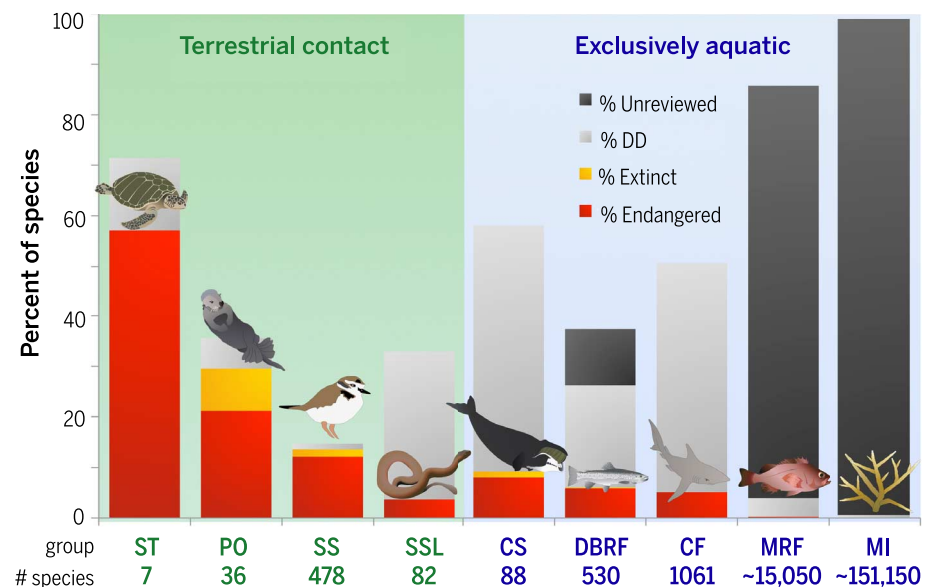 Percent of species
100
80
60
40
20
0
Terrestrial contact
Exclusively aquatic
% Unreviewed
% DD
% Extinct
% Endangered
group ST PO SS SSL CS DBRF CF MRF MI
# species 7 36 478 82 88 530 1061 ~15,050 ~151,150